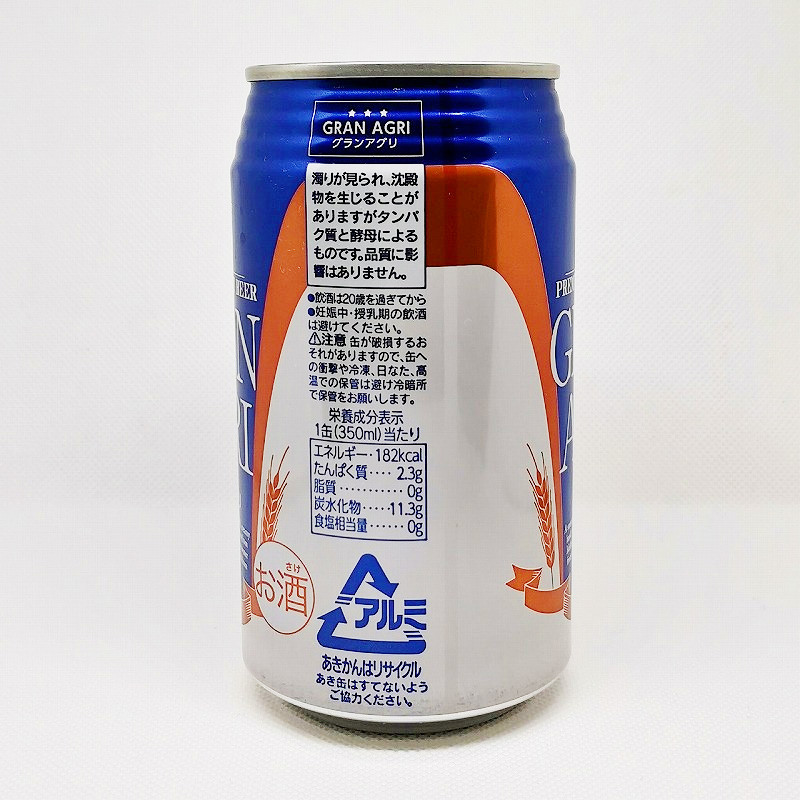 ★★★
GRAN AGRI
グランアグリ
濁りが見られ、沈殿
物を生じることが
ありますがタンパ
ク質と酵母による
ものです。品質に影
響はありません。
●飲酒は20歳を過ぎてから
●妊娠中・授乳期の飲酒
は避けてください。
⚠注意 缶が破損するお
それがありますので、缶へ
の衝撃や冷凍、日なた、高
温での保管は避け冷暗所
で保管をお願いします。
栄養成分表示
1缶(350ml)当たり
エネルギー・182kcal
たんぱく質‥‥2.3g
脂質‥‥‥‥‥0g
炭水化物‥‥‥11.3g
食塩相当量‥‥‥0g
さけ
お酒
アルミ
あきかんはリサイクル
あき缶はすてないよう
ご協力ください。
EER
N
RI
PRE
G
A